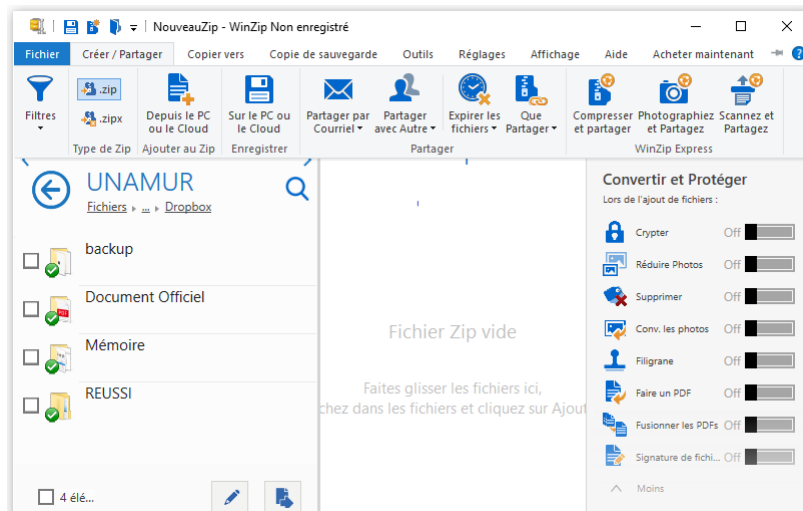 NouveauZip - WinZip Non enregistré
Fichier Créer / Partager Copier vers Copie de sauvegarde Outils Réglages Affichage Aide Acheter maintenant
Filtres
.zip
.zipx
Type de Zip
Depuis le PC
ou le Cloud
Ajouter au Zip
Sur le PC ou
le Cloud
Enregistrer
Partager par
Courriel
Partager
avec Autre
Expirer les
fichiers
Que
Partager
Partager
Compresser
et partager
Photographiez
et Partagez
Scannez et
Partagez
WinZip Express
UNAMUR
Fichiers ... Dropbox
backup
Document Officiel
Mémoire
REUSSI
4 élé...
Fichier Zip vide
Faites glisser les fichiers ici,
chez dans les fichiers et cliquez sur Ajout
Convertir et Protéger
Lors de l'ajout de fichiers :
Crypter Off
Réduire Photos Off
Supprimer Off
Conv. les photos Off
Filigrane Off
Faire un PDF Off
Fusionner les PDFs Off
Signature de fichi... Off
Moins